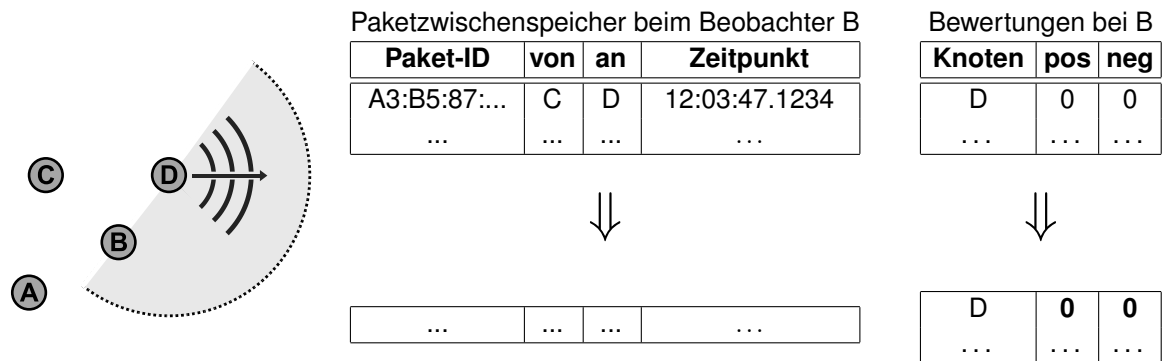 Paketzwischenspeicher beim Beobachter B
Paket-ID von an Zeitpunkt
A3:B5:87:... C D 12:03:47.1234
... ... ... ...
Bewertungen bei B
Knoten pos neg
D 0 0
... ... ...
C D
B
A
⇓ ⇓
... ... ... ...
D 0 0
... ... ...